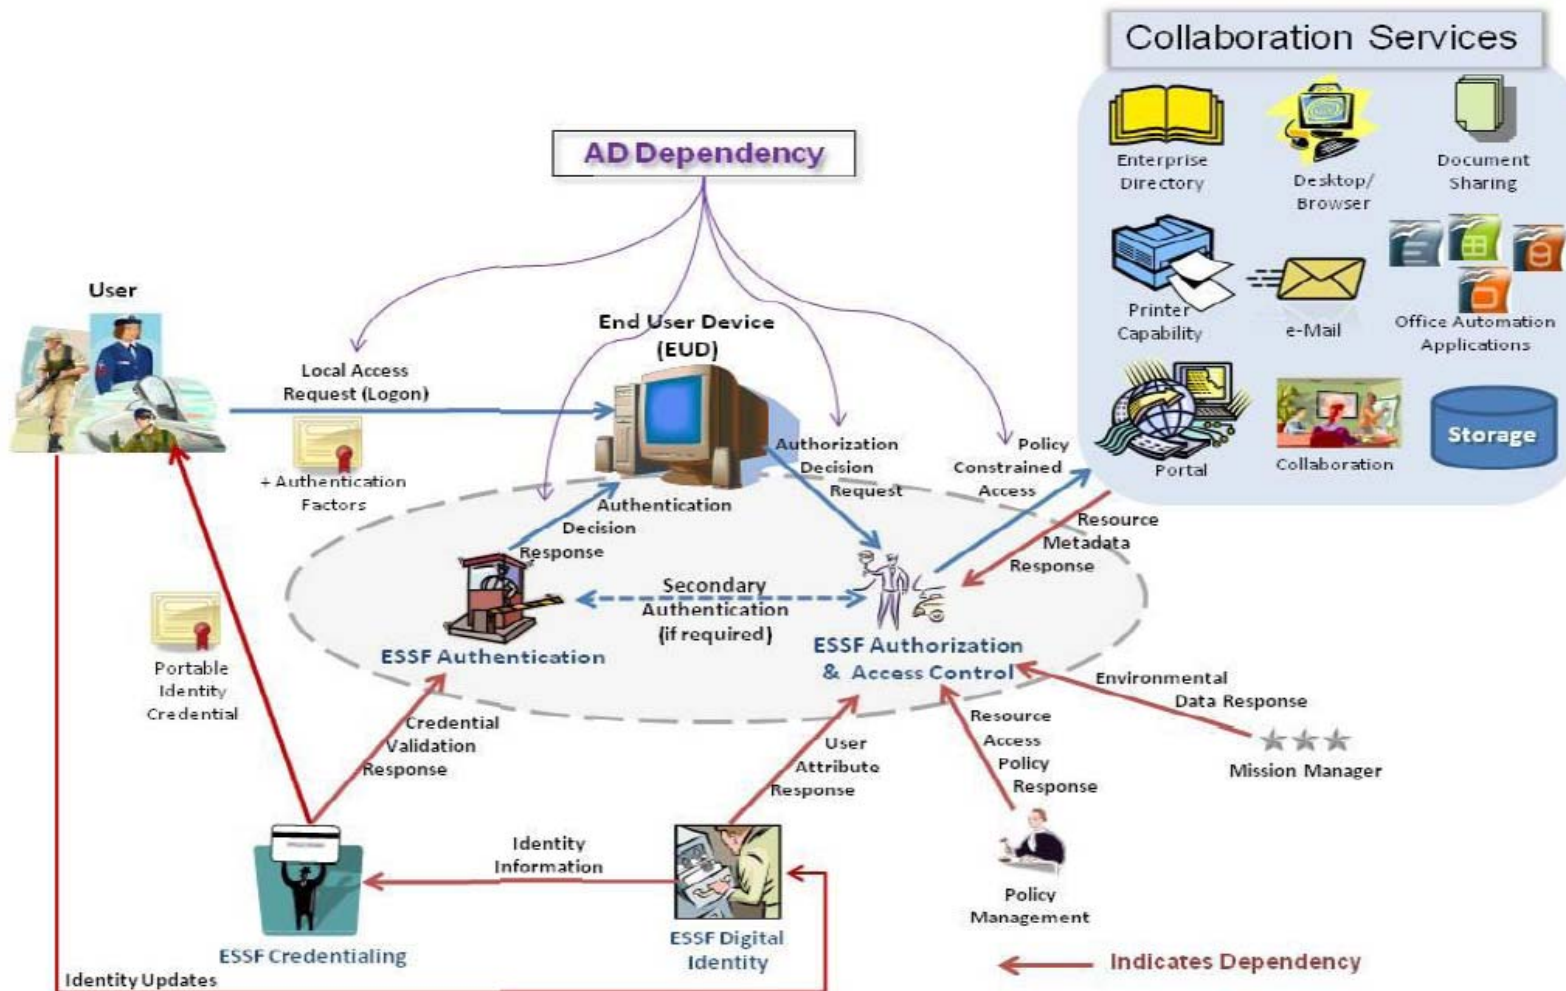 Collaboration Services
Enterprise
Directory
Desktop/
Browser
Document
Sharing
Printer
Capability
e-Mail
Office Automation
Applications
Portal
Collaboration
Storage
AD Dependency
User
Local Access
Request (Logon)
+ Authentication
Factors
End User Device
(EUD)
Authorization
Decision
Request
Policy
Constrained
Access
Authentication
Decision
Response
Resource
Metadata
Response
Secondary
Authentication
(if required)
ESSF Authentication
ESSF Authorization
& Access Control
Portable
Identity
Credential
Credential
Validation
Response
User
Attribute
Response
Resource
Access
Policy
Response
Environmental
Data Response
Mission Manager
Identity
Information
Policy
Management
ESSF Credentialing
ESSF Digital
Identity
Identity Updates
Indicates Dependency